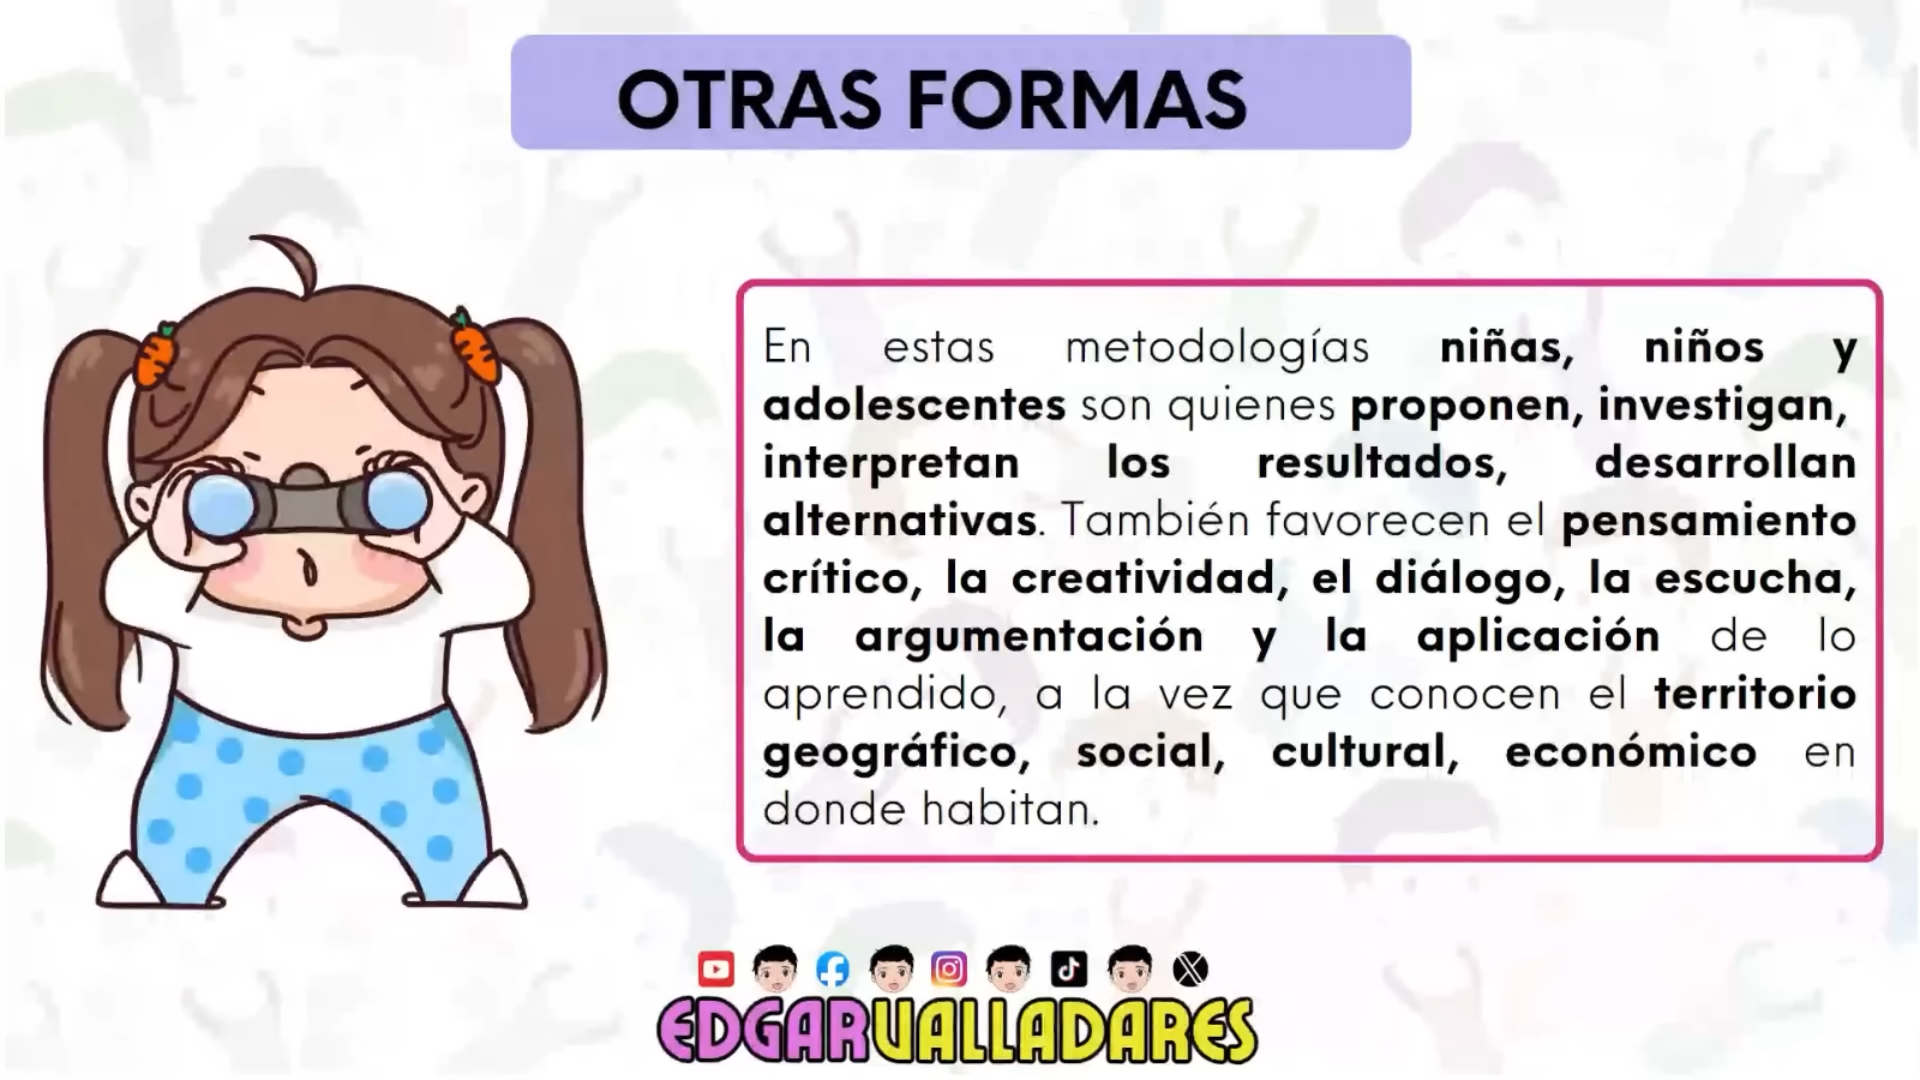 OTRAS FORMAS
En estas metodologías niñas, niños y
adolescentes son quienes proponen, investigan,
interpretan los resultados, desarrollan
alternativas. También favorecen el pensamiento
crítico, la creatividad, el diálogo, la escucha,
la argumentación y la aplicación de lo
aprendido, a la vez que conocen el territorio
geográfico, social, cultural, económico en
donde habitan.
EDGARVALLADARES